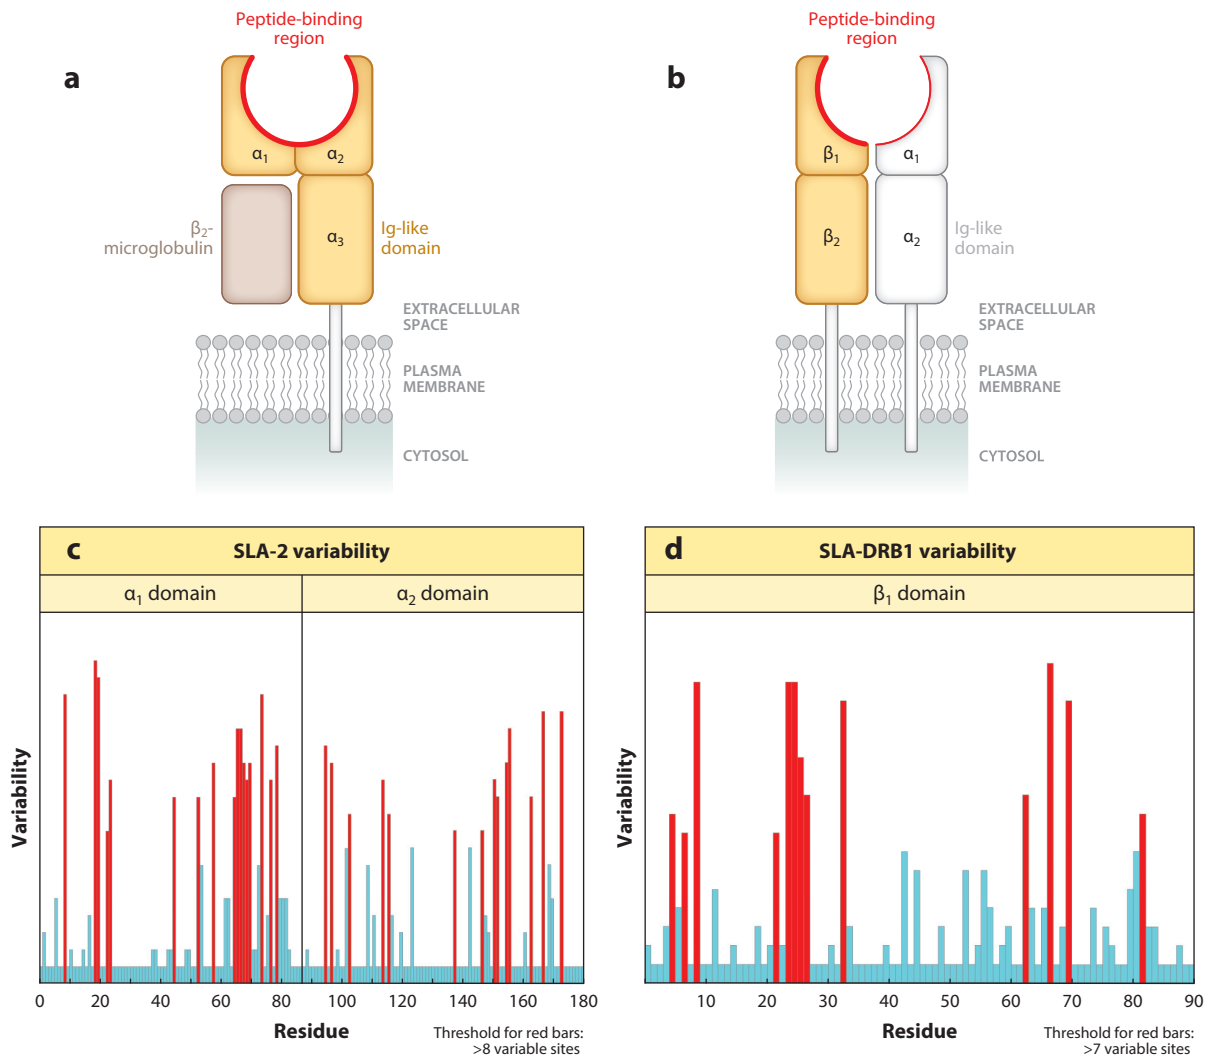 Peptide-binding
region
a
α1
α2
β2-
microglobulin
α3
Ig-like
domain
EXTRACELLULAR
SPACE
PLASMA
MEMBRANE
CYTOSOL
Peptide-binding
region
b
β1
α1
β2
α2
Ig-like
domain
EXTRACELLULAR
SPACE
PLASMA
MEMBRANE
CYTOSOL
c
SLA-2 variability
α1 domain
α2 domain
Variability
0 20 40 60 80 100 120 140 160 180
Residue
Threshold for red bars:
>8 variable sites
d
SLA-DRB1 variability
β1 domain
Variability
10 20 30 40 50 60 70 80 90
Residue
Threshold for red bars:
>7 variable sites